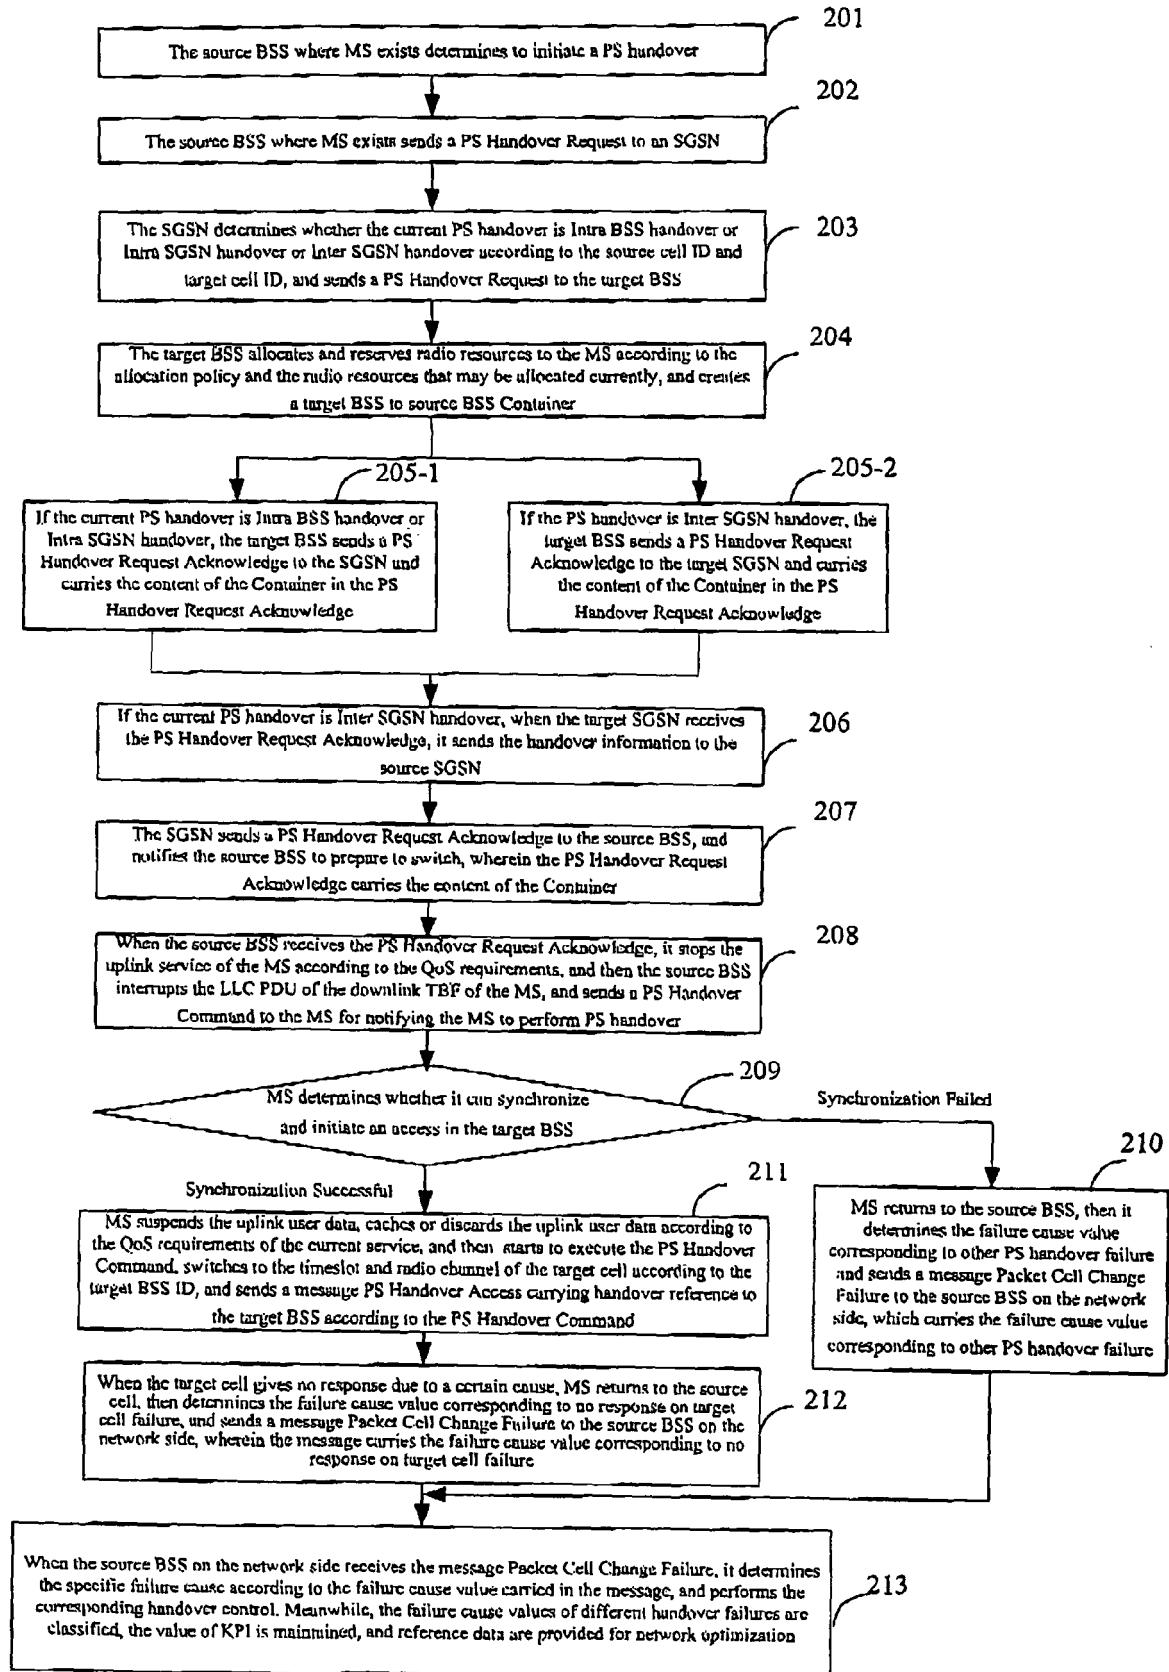 201
The source BSS where MS exists determines to initiate a PS handover
202
The source BSS where MS exists sends a PS Handover Request to an SGSN
203
The SGSN determines whether the current PS handover is Intra BSS handover or
Intra SGSN handover or Inter SGSN handover according to the source cell ID and
target cell ID, and sends a PS Handover Request to the target BSS
204
The target BSS allocates and reserves radio resources to the MS according to the
allocation policy and the radio resources that may be allocated currently, and creates
a target BSS to source BSS Container
205-1
If the current PS handover is Intra BSS handover or
Intra SGSN handover, the target BSS sends a PS
Handover Request Acknowledge to the SGSN and
carries the content of the Container in the PS
Handover Request Acknowledge
205-2
If the PS handover is Inter SGSN handover, the
target BSS sends a PS Handover Request
Acknowledge to the target SGSN and carries
the content of the Container in the PS
Handover Request Acknowledge
206
If the current PS handover is Inter SGSN handover, when the target SGSN receives
the PS Handover Request Acknowledge, it sends the handover information to the
source SGSN
207
The SGSN sends a PS Handover Request Acknowledge to the source BSS, and
notifies the source BSS to prepare to switch, wherein the PS Handover Request
Acknowledge carries the content of the Container
208
When the source BSS receives the PS Handover Request Acknowledge, it stops the
uplink service of the MS according to the QoS requirements, and then the source BSS
interrupts the LLC PDU of the downlink TBF of the MS, and sends a PS Handover
Command to the MS for notifying the MS to perform PS handover
209
MS determines whether it can synchronize
and initiate an access in the target BSS
Synchronization Failed
210
MS returns to the source BSS, then it
determines the failure cause value
corresponding to other PS handover failure
and sends a message Packet Cell Change
Failure to the source BSS on the network
side, which carries the failure cause value
corresponding to other PS handover failure
Synchronization Successful
211
MS suspends the uplink user data, caches or discards the uplink user data according to
the QoS requirements of the current service, and then starts to execute the PS Handover
Command, switches to the timeslot and radio channel of the target cell according to the
target BSS ID, and sends a message PS Handover Access carrying handover reference to
the target BSS according to the PS Handover Command
212
When the target cell gives no response due to a certain cause, MS returns to the source
cell, then determines the failure cause value corresponding to no response on target
cell failure, and sends a message Packet Cell Change Failure to the source BSS on the
network side, wherein the message carries the failure cause value corresponding to no
response on target cell failure
213
When the source BSS on the network side receives the message Packet Cell Change Failure, it determines
the specific failure cause according to the failure cause value carried in the message, and performs the
corresponding handover control. Meanwhile, the failure cause values of different handover failures are
classified, the value of KPI is maintained, and reference data are provided for network optimization